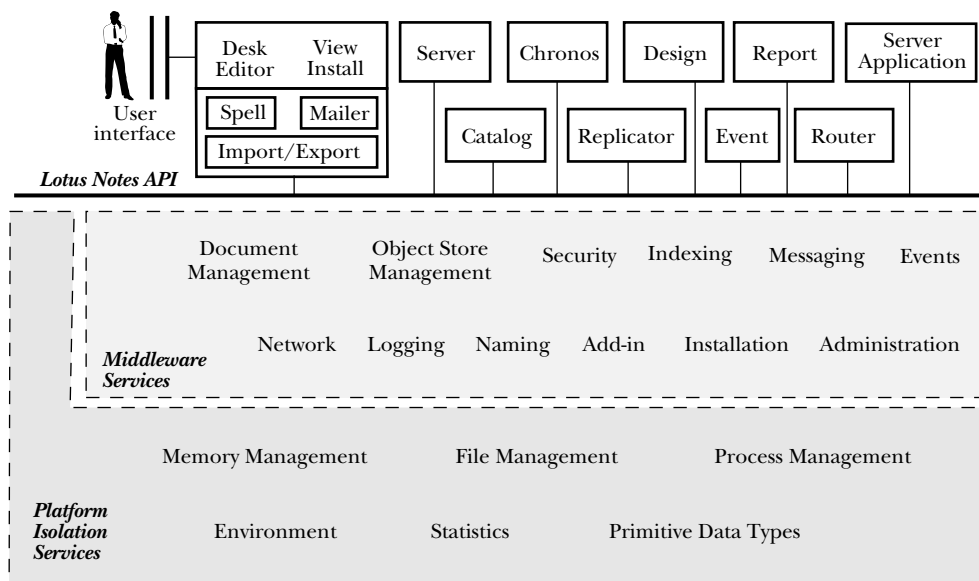 Desk
Editor
View
Install
Server
Chronos
Design
Report
Server
Application
User
interface
Spell
Mailer
Import/Export
Catalog
Replicator
Event
Router
Lotus Notes API
Document
Management
Object Store
Management
Security
Indexing
Messaging
Events
Middleware
Services
Network
Logging
Naming
Add-in
Installation
Administration
Memory Management
File Management
Process Management
Platform
Isolation
Services
Environment
Statistics
Primitive Data Types